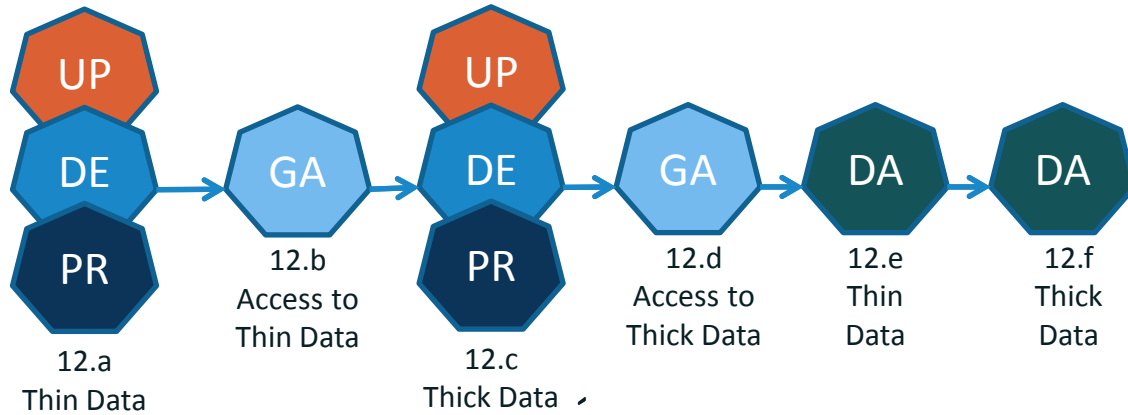 UP
DE
PR
12.a
Thin Data
GA
12.b
Access to
Thin Data
UP
DE
PR
12.c
Thick Data
GA
12.d
Access to
Thick Data
DA
12.e
Thin
Data
DA
12.f
Thick
Data